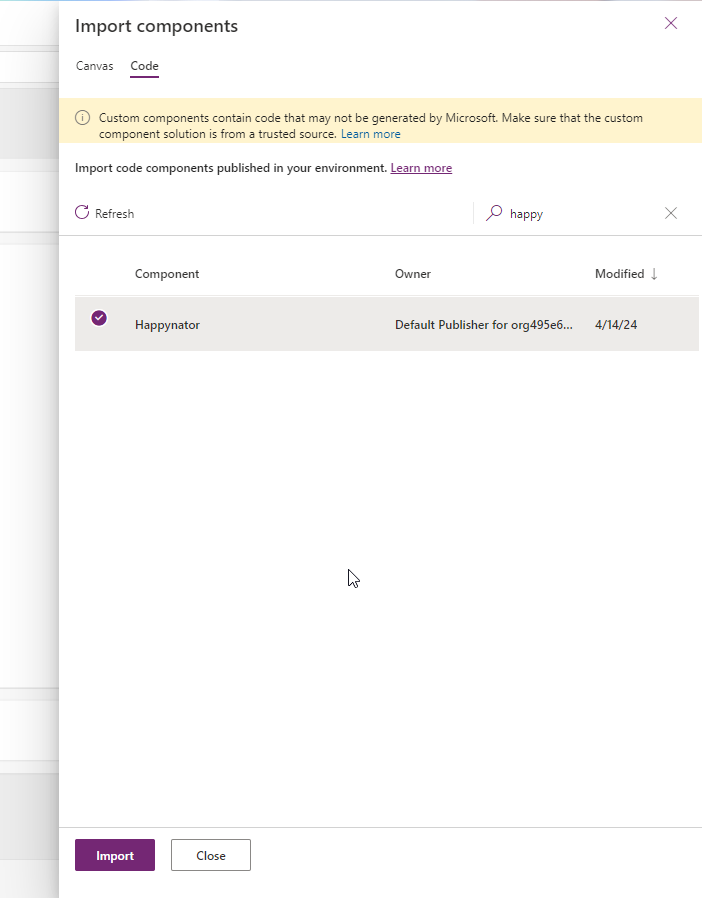 Import components
Canvas Code
Custom components contain code that may not be generated by Microsoft. Make sure that the custom
component solution is from a trusted source. Learn more
Import code components published in your environment. Learn more
Refresh happy
Component Owner Modified ↓
Happynator Default Publisher for org495e6... 4/14/24
Import Close